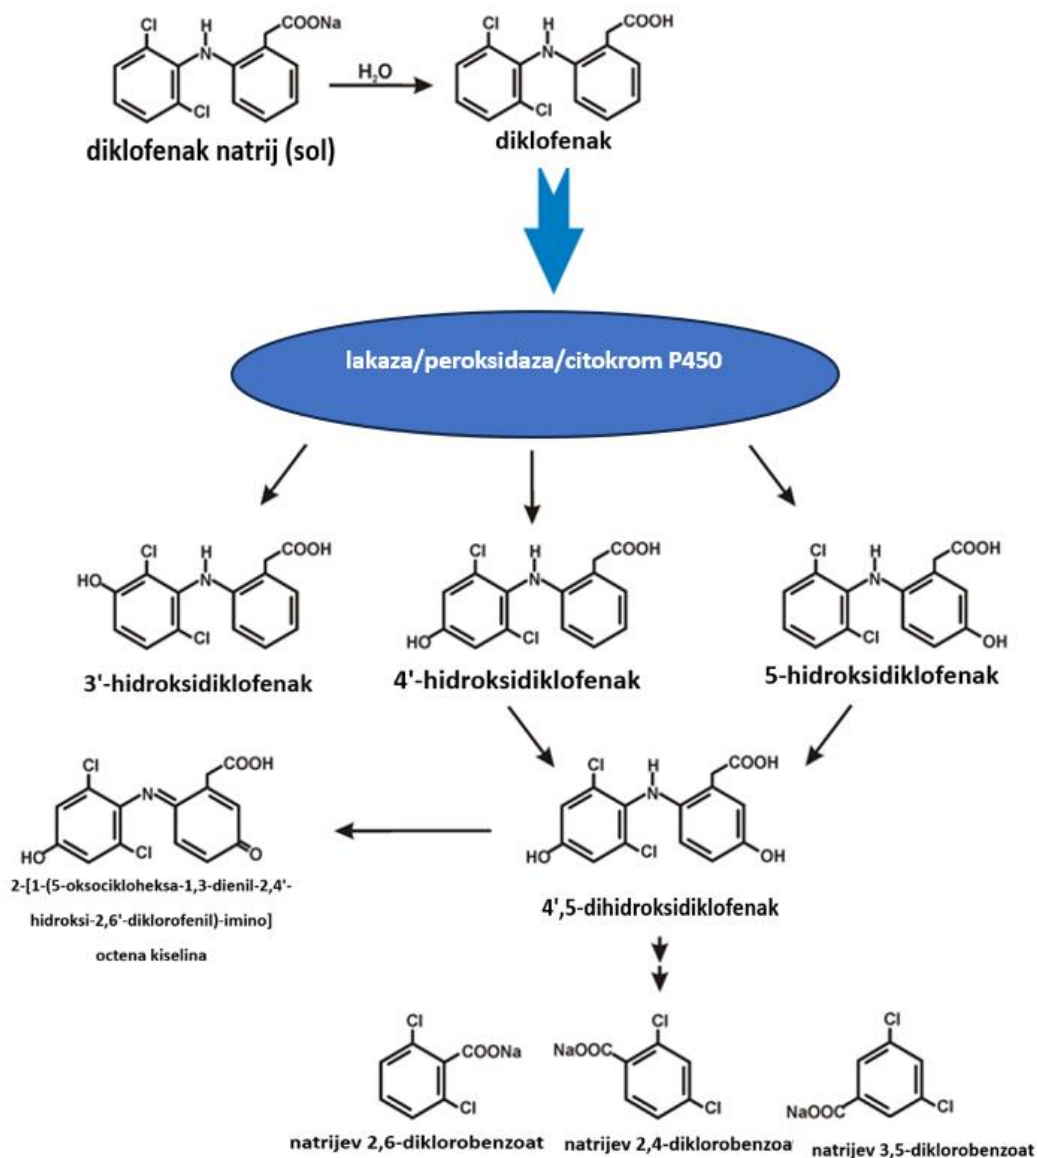 Cl H COONa
N
Cl
H₂O
diklofenak natrij (sol)
Cl H COOH
N
Cl
diklofenak
lakaza/peroksidaza/citokrom P450
Cl H COOH
HO N
Cl
3'-hidroksidiklofenak
Cl H COOH
N
HO Cl
4'-hidroksidiklofenak
Cl H COOH
N
Cl OH
5-hidroksidiklofenak
Cl COOH
N
HO Cl O
2-[1-(5-oksocikloheksa-1,3-dienil-2,4'-
hidroksi-2,6'-diklorofenil)-imino]
octena kiselina
Cl H COOH
N
HO Cl OH
4',5-dihidroksidiklofenak
Cl
COONa
Cl
natrijev 2,6-diklorobenzoat
Cl
NaOOC
Cl
natrijev 2,4-diklorobenzoa
Cl
NaOOC Cl
natrijev 3,5-diklorobenzoat